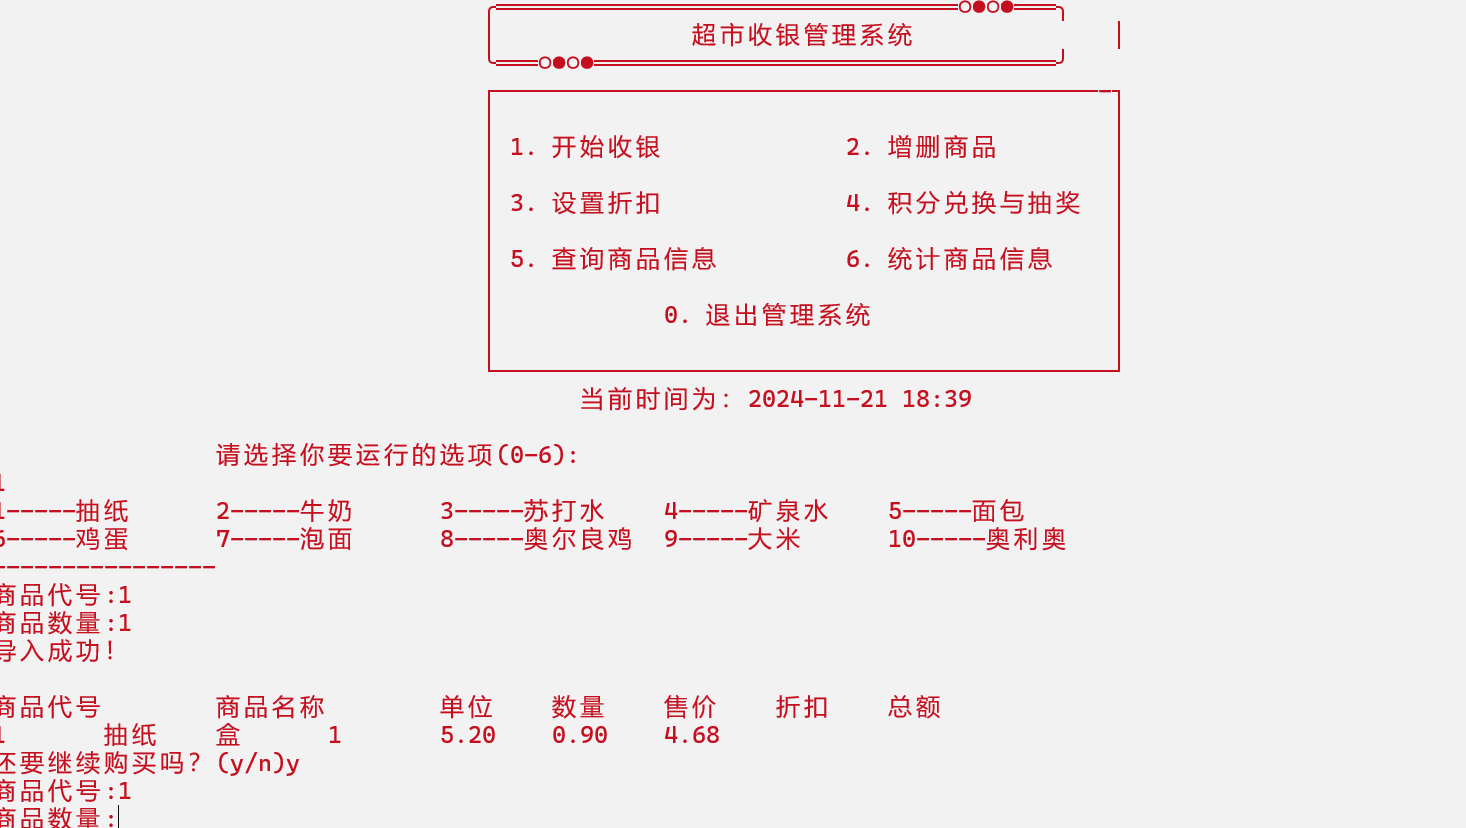 超市收银管理系统
1. 开始收银 2. 增删商品
3. 设置折扣 4. 积分兑换与抽奖
5. 查询商品信息 6. 统计商品信息
0. 退出管理系统
当前时间为: 2024-11-21 18:39
请选择你要运行的选项(0-6):
1
1-----抽纸 2-----牛奶 3-----苏打水 4-----矿泉水 5-----面包
6-----鸡蛋 7-----泡面 8-----奥尔良鸡 9-----大米 10-----奥利奥
----------------
商品代号:1
商品数量:1
导入成功!
商品代号 商品名称 单位 数量 售价 折扣 总额
1 抽纸 盒 1 5.20 0.90 4.68
还要继续购买吗? (y/n)y
商品代号:1
商品数量: